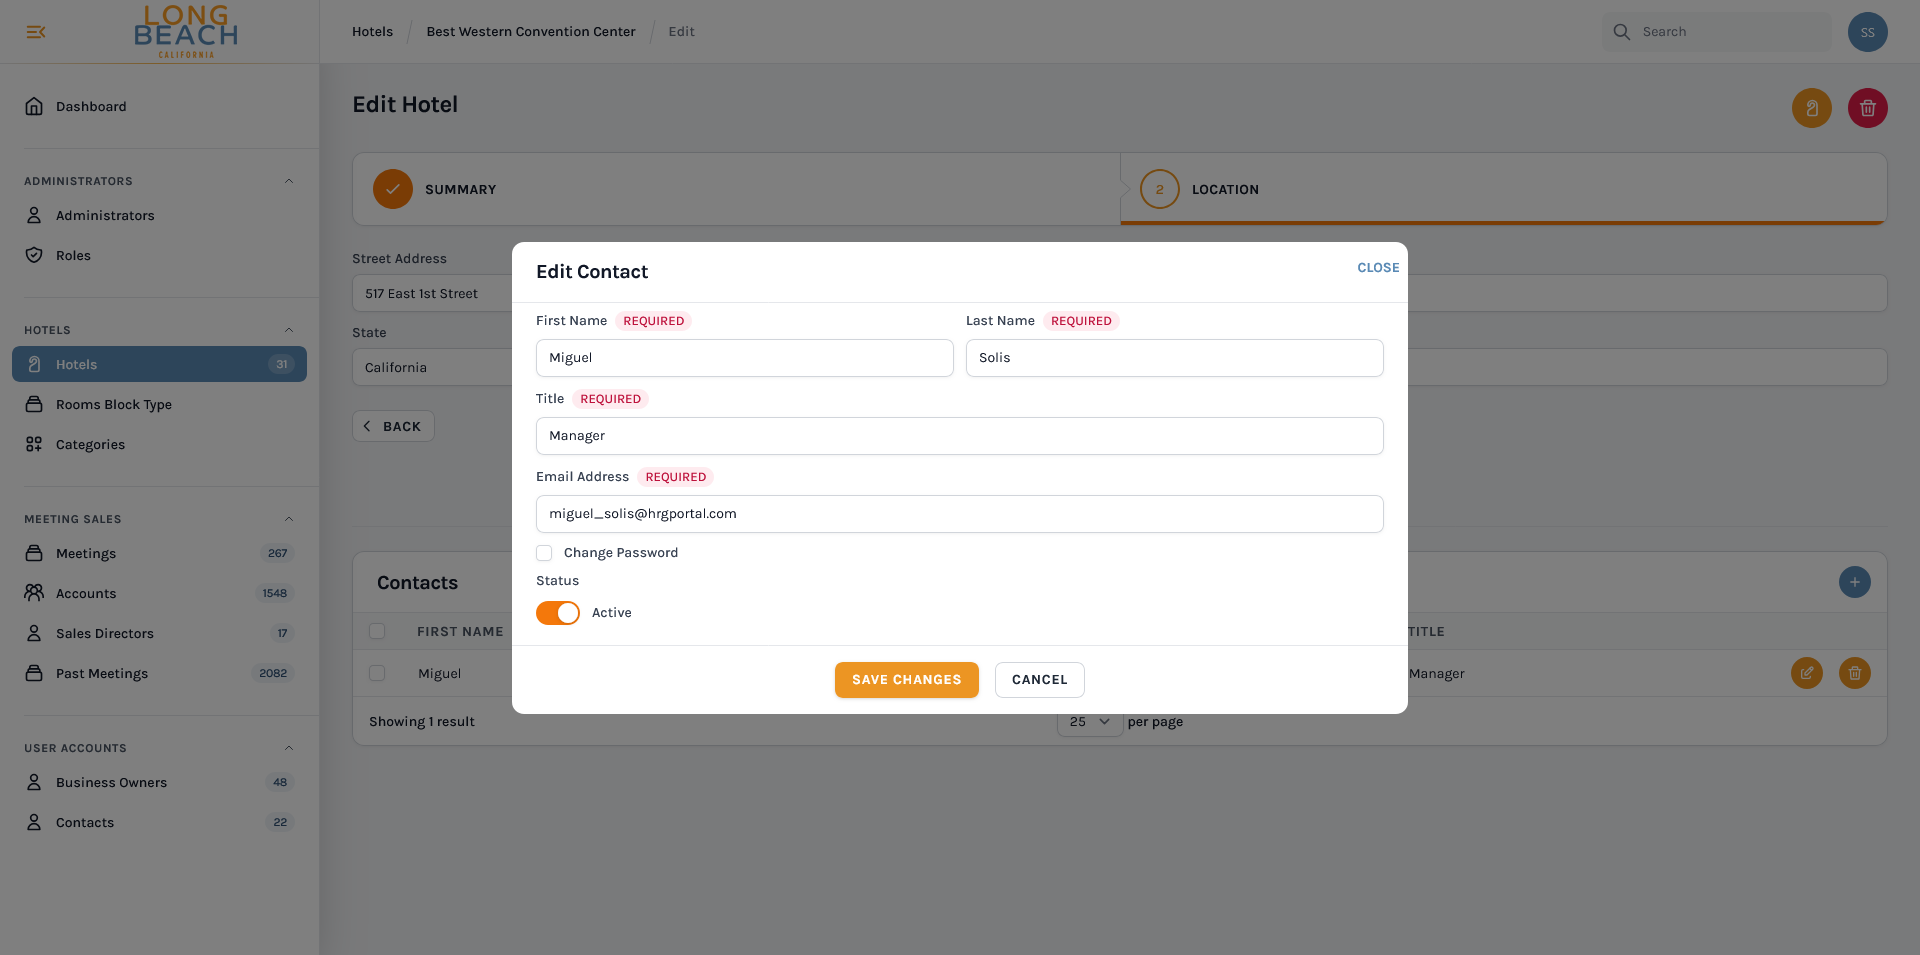 LONG
BEACH
CALIFORNIA
Hotels / Best Western Convention Center / Edit
Search
SS
Dashboard
ADMINISTRATORS
Administrators
Roles
HOTELS
Hotels 31
Rooms Block Type
Categories
MEETING SALES
Meetings 267
Accounts 1548
Sales Directors 17
Past Meetings 2082
USER ACCOUNTS
Business Owners 48
Contacts 22
Edit Hotel
SUMMARY
2 LOCATION
Street Address
517 East 1st Street
State
California
BACK
Edit Contact
CLOSE
First Name REQUIRED
Miguel
Last Name REQUIRED
Solis
Title REQUIRED
Manager
Email Address REQUIRED
miguel_solis@hrgportal.com
Change Password
Status
Active
SAVE CHANGES
CANCEL
Contacts
FIRST NAME
TITLE
Miguel
Manager
Showing 1 result
25 per page